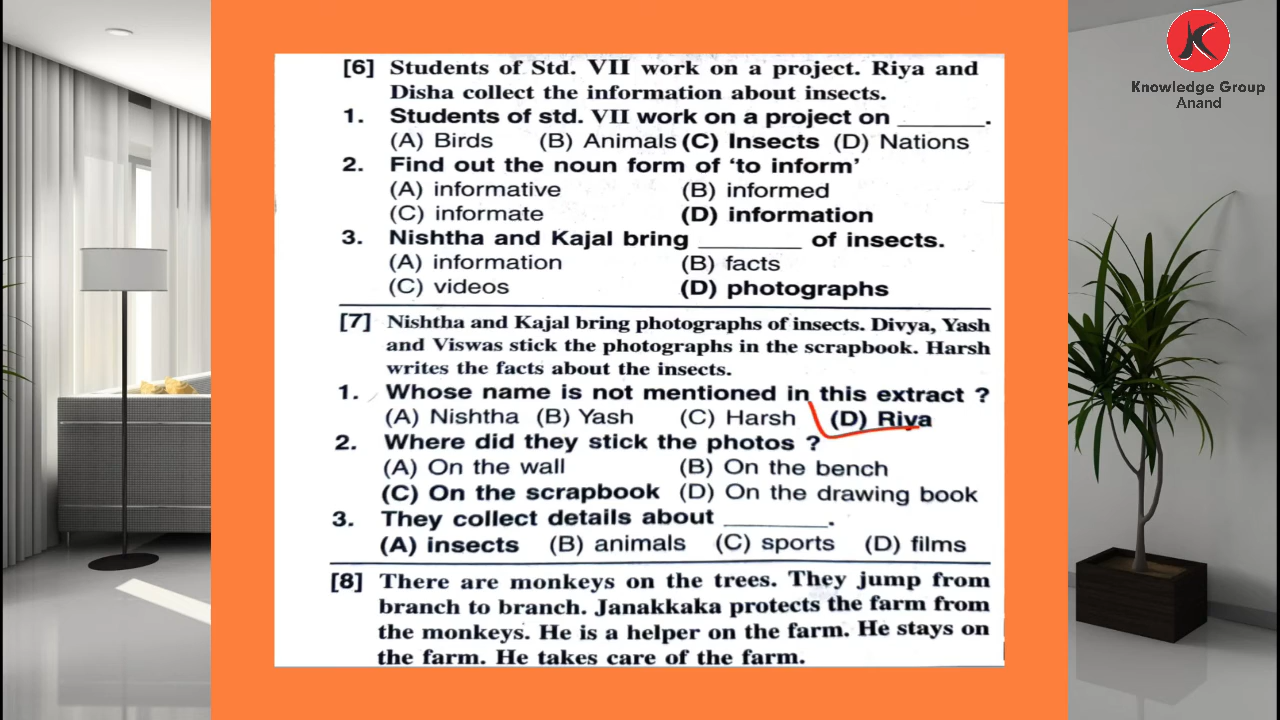 Knowledge Group
Anand
[6] Students of Std. VII work on a project. Riya and
Disha collect the information about insects.
1. Students of std. VII work on a project on ______.
(A) Birds (B) Animals (C) Insects (D) Nations
2. Find out the noun form of ‘to inform’
(A) informative (B) informed
(C) informate (D) information
3. Nishtha and Kajal bring _______ of insects.
(A) information (B) facts
(C) videos (D) photographs
[7] Nishtha and Kajal bring photographs of insects. Divya, Yash
and Viswas stick the photographs in the scrapbook. Harsh
writes the facts about the insects.
1. Whose name is not mentioned in this extract ?
(A) Nishtha (B) Yash (C) Harsh (D) Riya
2. Where did they stick the photos ?
(A) On the wall (B) On the bench
(C) On the scrapbook (D) On the drawing book
3. They collect details about _______.
(A) insects (B) animals (C) sports (D) films
[8] There are monkeys on the trees. They jump from
branch to branch. Janakkaka protects the farm from
the monkeys. He is a helper on the farm. He stays on
the farm. He takes care of the farm.